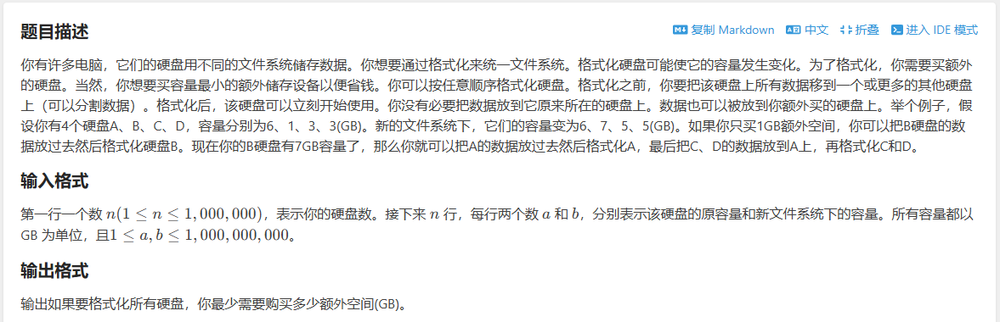 题目描述
复制 Markdown 中文 折叠 进入 IDE 模式
你有许多电脑，它们的硬盘用不同的文件系统储存数据。你想要通过格式化来统一文件系统。格式化硬盘可能使它的容量发生变化。为了格式化，你需要买额外
的硬盘。当然，你想要买容量最小的额外储存设备以便省钱。你可以按任意顺序格式化硬盘。格式化之前，你要把该硬盘上所有数据移到一个或更多的其他硬盘
上（可以分割数据）。格式化后，该硬盘可以立刻开始使用。你没有必要把数据放到它原来所在的硬盘上。数据也可以被放到你额外买的硬盘上。举个例子，假
设你有4个硬盘A、B、C、D，容量分别为6、1、3、3(GB)。新的文件系统下，它们的容量变为6、7、5、5(GB)。如果你只买1GB额外空间，你可以把B硬盘的数
据放过去然后格式化硬盘B。现在你的B硬盘有7GB容量了，那么你就可以把A的数据放过去然后格式化A，最后把C、D的数据放到A上，再格式化C和D。
输入格式
第一行一个数 n(1 ≤ n ≤ 1,000,000)，表示你的硬盘数。接下来 n 行，每行两个数 a 和 b，分别表示该硬盘的原容量和新文件系统下的容量。所有容量都以
GB 为单位，且1 ≤ a, b ≤ 1,000,000,000。
输出格式
输出如果要格式化所有硬盘，你最少需要购买多少额外空间(GB)。